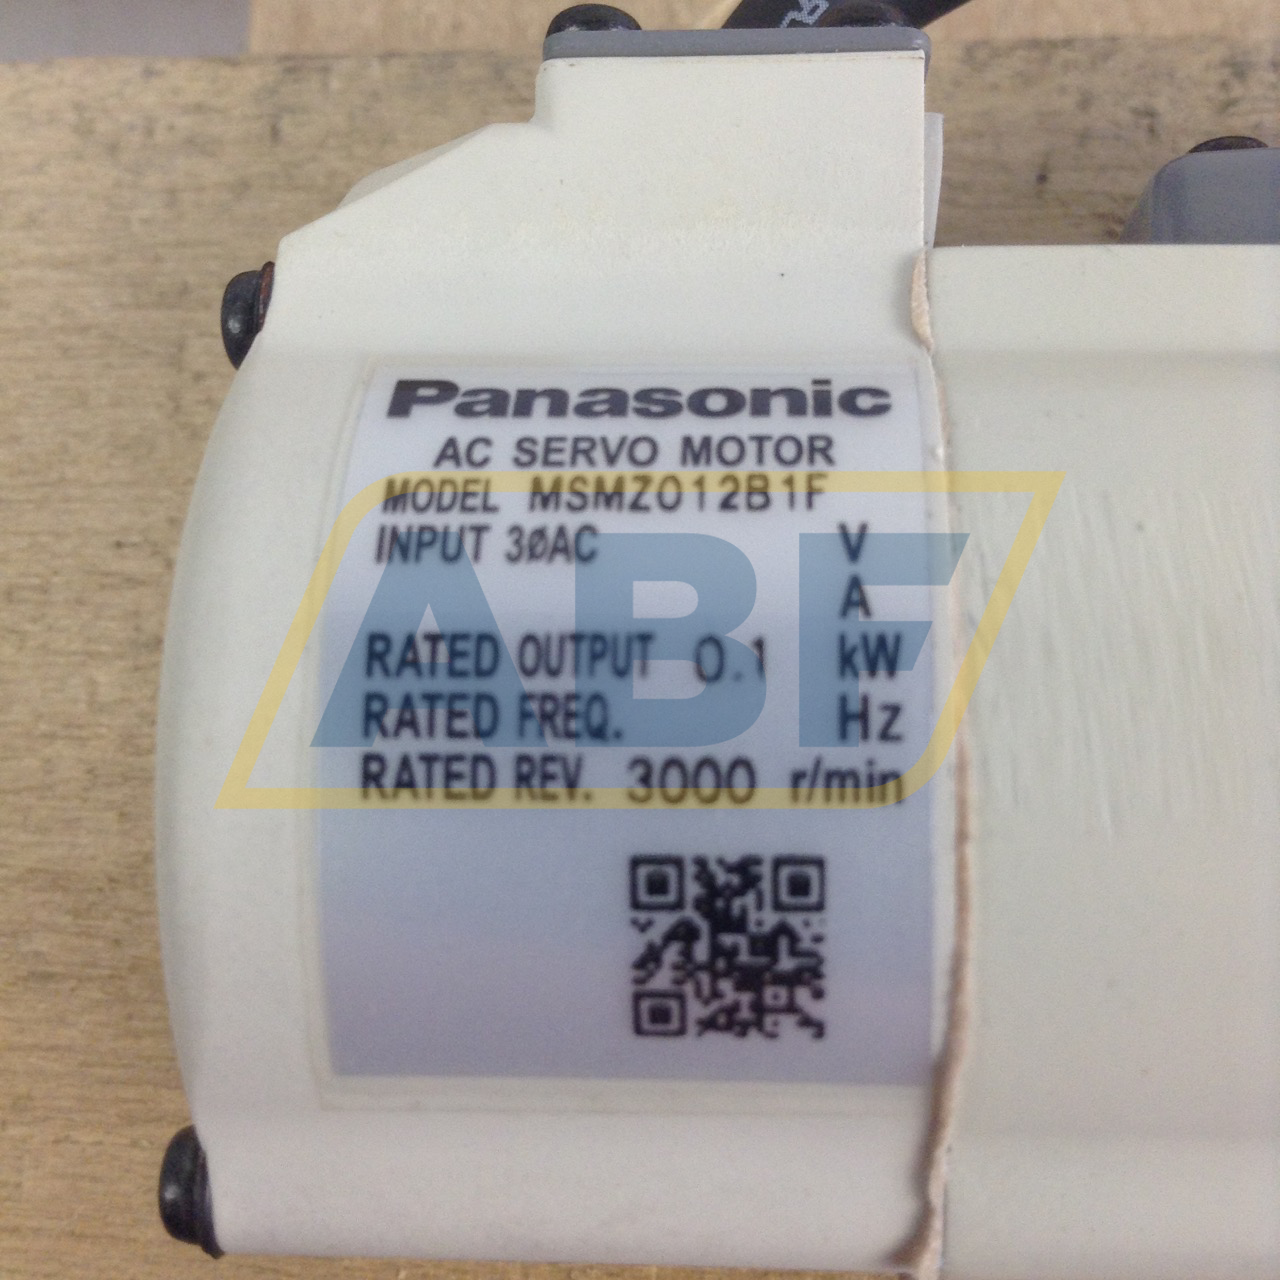 Panasonic
AC SERVO MOTOR
MODEL MSMZ012B1F
INPUT 3øAC V
A
RATED OUTPUT 0.1 kW
RATED FREQ. Hz
RATED REV. 3000 r/min
ABF